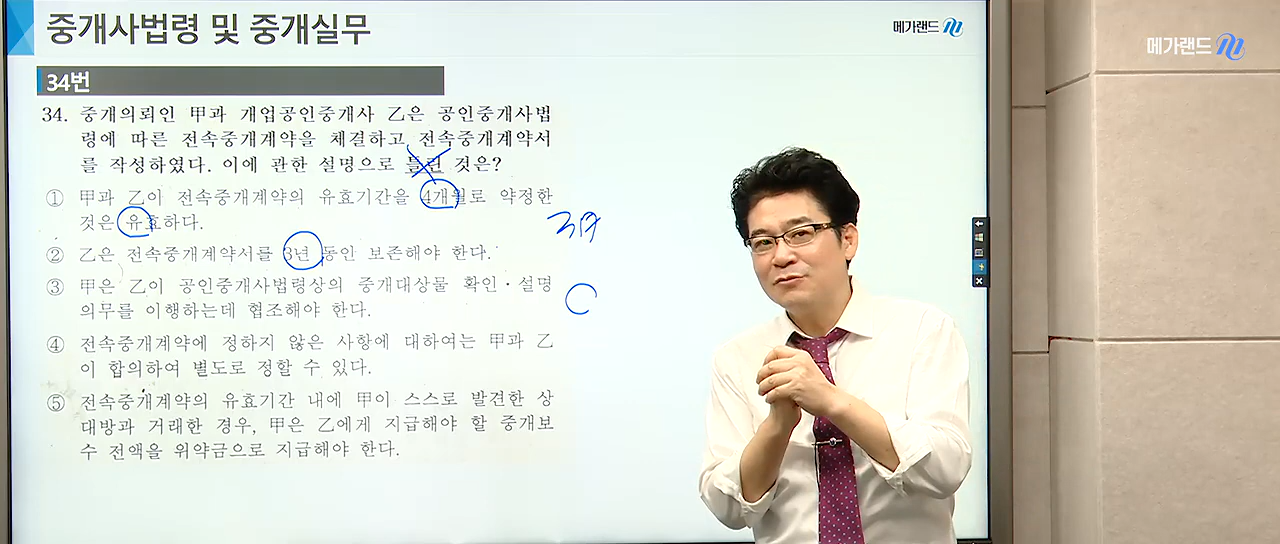 중개사법령 및 중개실무
메가랜드
메가랜드
34번
34. 중개의뢰인 甲과 개업공인중개사 乙은 공인중개사법
령에 따른 전속중개계약을 체결하고 전속중개계약서
를 작성하였다. 이에 관한 설명으로 틀린 것은?
① 甲과 乙이 전속중개계약의 유효기간을 4개월로 약정한
것은 유효하다.
② 乙은 전속중개계약서를 3년 동안 보존해야 한다.
③ 甲은 乙이 공인중개사법령상의 중개대상물 확인·설명
의무를 이행하는데 협조해야 한다.
④ 전속중개계약에 정하지 않은 사항에 대하여는 甲과 乙
이 합의하여 별도로 정할 수 있다.
⑤ 전속중개계약의 유효기간 내에 甲이 스스로 발견한 상
대방과 거래한 경우, 甲은 乙에게 지급해야 할 중개보
수 전액을 위약금으로 지급해야 한다.